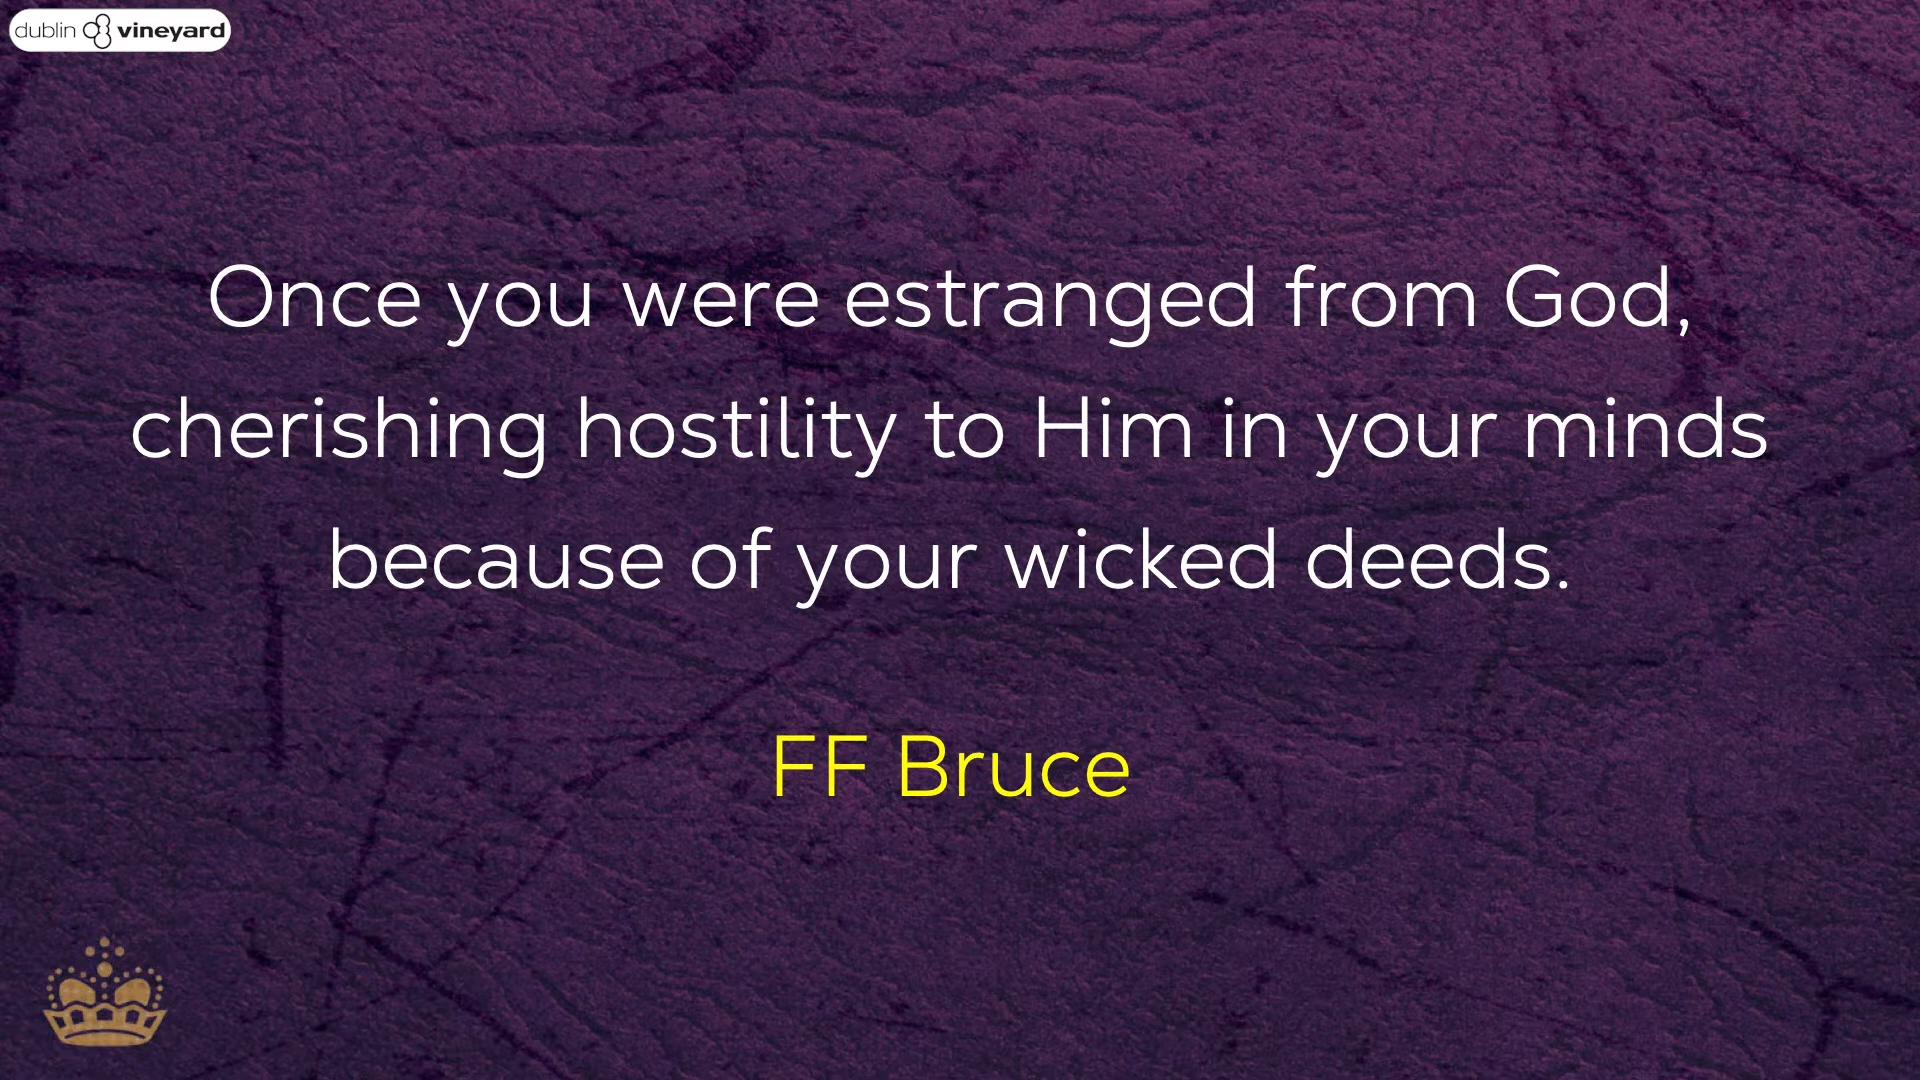 dublin vineyard
Once you were estranged from God,
cherishing hostility to Him in your minds
because of your wicked deeds.
FF Bruce